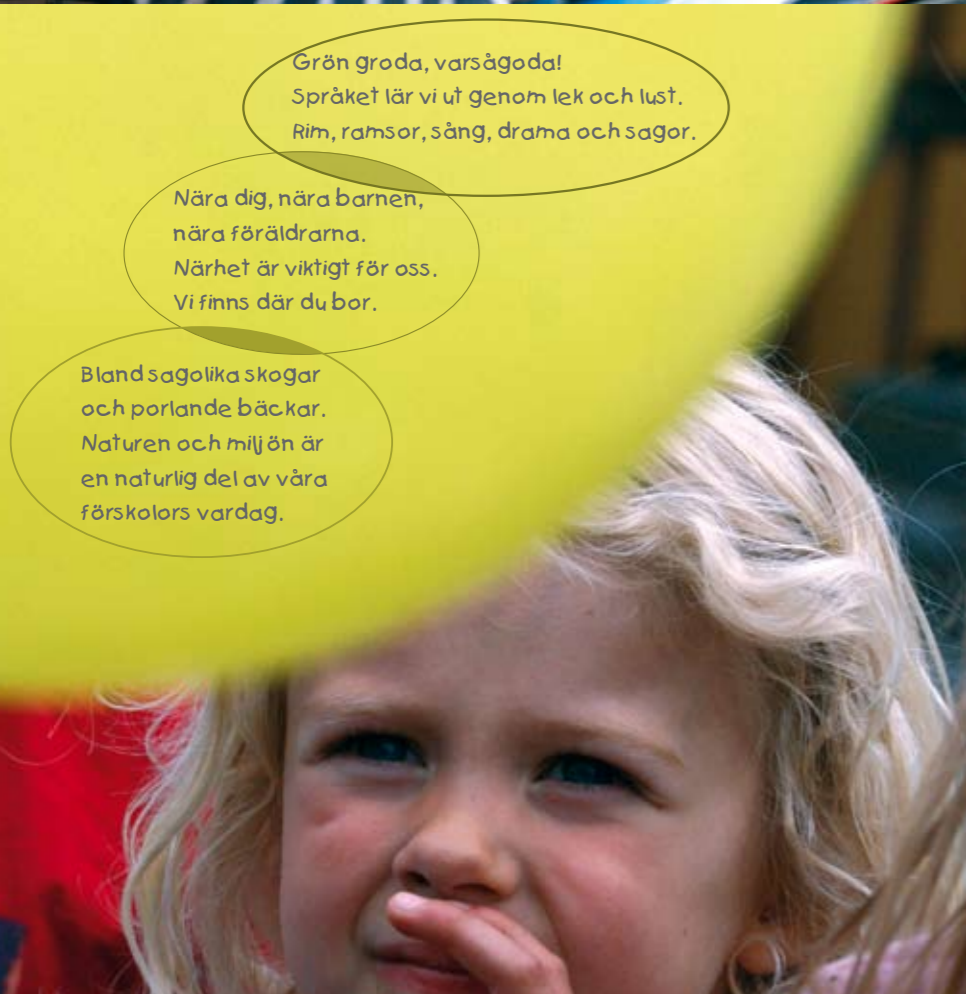 Grön groda, varsågoda!
Språket lär vi ut genom lek och lust.
Rim, ramsor, sång, drama och sagor.
Nära dig, nära barnen,
nära föräldrarna.
Närhet är viktigt för oss.
Vi finns där du bor.
Bland sagolika skogar
och porlande bäckar.
Naturen och miljön är
en naturlig del av våra
förskolors vardag.